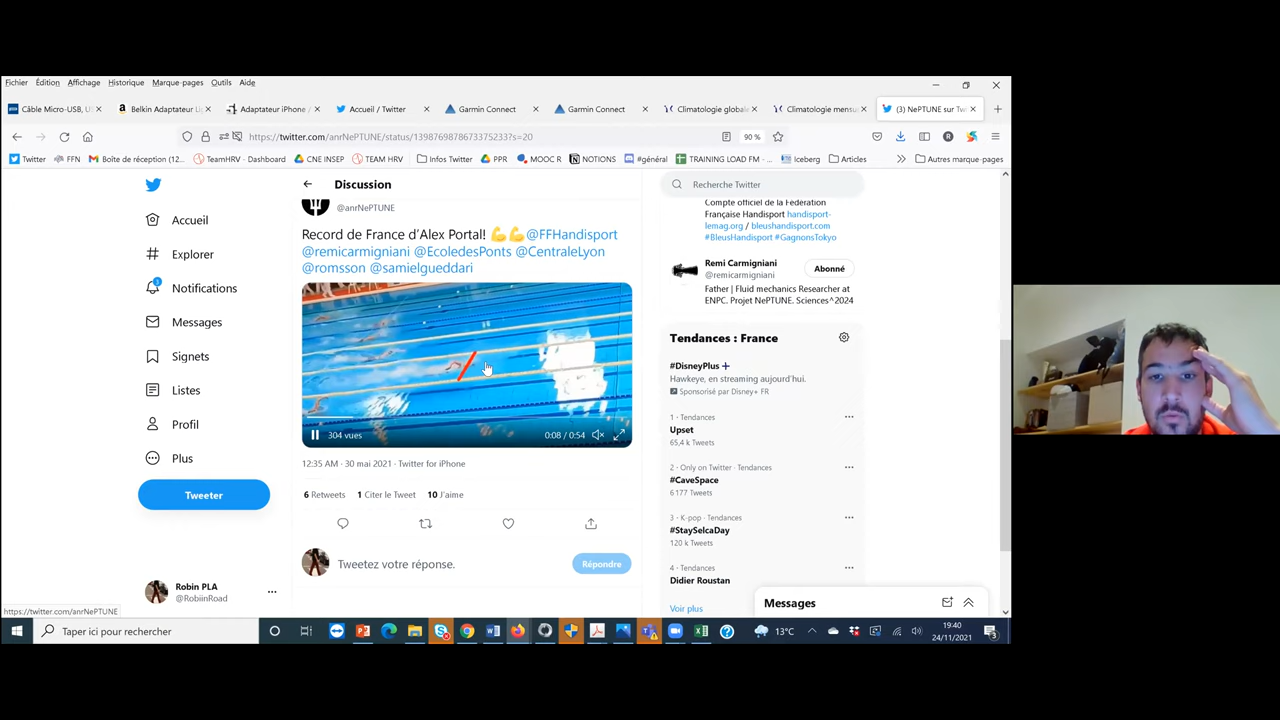 Fichier Édition Affichage Historique Marque-pages Outils Aide
Câble Micro-USB, U
Belkin Adaptateur Li
Adaptateur iPhone /
Accueil / Twitter
Garmin Connect
Garmin Connect
Climatologie globale
Climatologie mensu
(3) NePTUNE sur Tw
https://twitter.com/anrNePTUNE/status/1398769878673375233?s=20
90 %
Twitter FFN Boîte de réception (12... TeamHRV - Dashboard CNE INSEP TEAM HRV Infos Twitter PPR MOOC R NOTIONS #général TRAINING LOAD FM - ... Iceberg Articles Autres marque-pages
Accueil
Explorer
Notifications
Messages
Signets
Listes
Profil
Plus
Tweeter
Robin PLA
@RobiinRoad
https://twitter.com/anrNePTUNE
Discussion
@anrNePTUNE
Record de France d'Alex Portal! 💪💪@FFHandisport
@remicarmigniani @EcoledesPonts @CentraleLyon
@romsson @samielgueddari
304 vues
0:08 / 0:54
12:35 AM · 30 mai 2021 · Twitter for iPhone
6 Retweets 1 Citer le Tweet 10 J'aime
Tweetez votre réponse.
Répondre
Recherche Twitter
Compte officiel de la Fédération
Française Handisport handisport-
lemag.org / bleushandisport.com
#BleusHandisport #GagnonsTokyo
Remi Carmigniani
@remicarmigniani
Abonné
Father | Fluid mechanics Researcher at
ENPC. Projet NePTUNE. Sciences^2024
Tendances : France
#DisneyPlus
Hawkeye, en streaming aujourd'hui.
Sponsorisé par Disney+ FR
1 · Tendances
Upset
65,4 k Tweets
2 · Only on Twitter · Tendances
#CaveSpace
6 177 Tweets
3 · K-pop · Tendances
#StaySelcaDay
120 k Tweets
4 · Tendances
Didier Roustan
Voir plus
Messages
Taper ici pour rechercher
13°C
19:40
24/11/2021